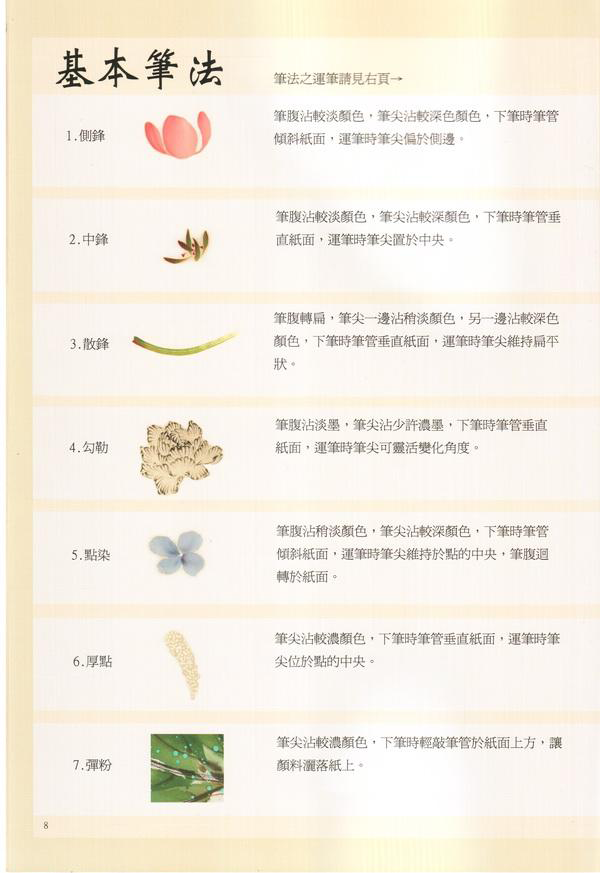 基本筆法
筆法之運筆請見右頁→
1.側鋒
筆腹沾較淡顏色，筆尖沾較深色顏色，下筆時筆管
傾斜紙面，運筆時筆尖偏於側邊。
2.中鋒
筆腹沾較淡顏色，筆尖沾較深顏色，下筆時筆管垂
直紙面，運筆時筆尖置於中央。
3.散鋒
筆腹轉扁，筆尖一邊沾稍淡顏色，另一邊沾較深色
顏色，下筆時筆管垂直紙面，運筆時筆尖維持扁平
狀。
4.勾勒
筆腹沾淡墨，筆尖沾少許濃墨，下筆時筆管垂直
紙面，運筆時筆尖可靈活變化角度。
5.點染
筆腹沾稍淡顏色，筆尖沾較深顏色，下筆時筆管
傾斜紙面，運筆時筆尖維持於點的中央，筆腹迴
轉於紙面。
6.厚點
筆尖沾較濃顏色，下筆時筆管垂直紙面，運筆時筆
尖位於點的中央。
7.彈粉
筆尖沾較濃顏色，下筆時輕敲筆管於紙面上方，讓
顏料灑落紙上。
8